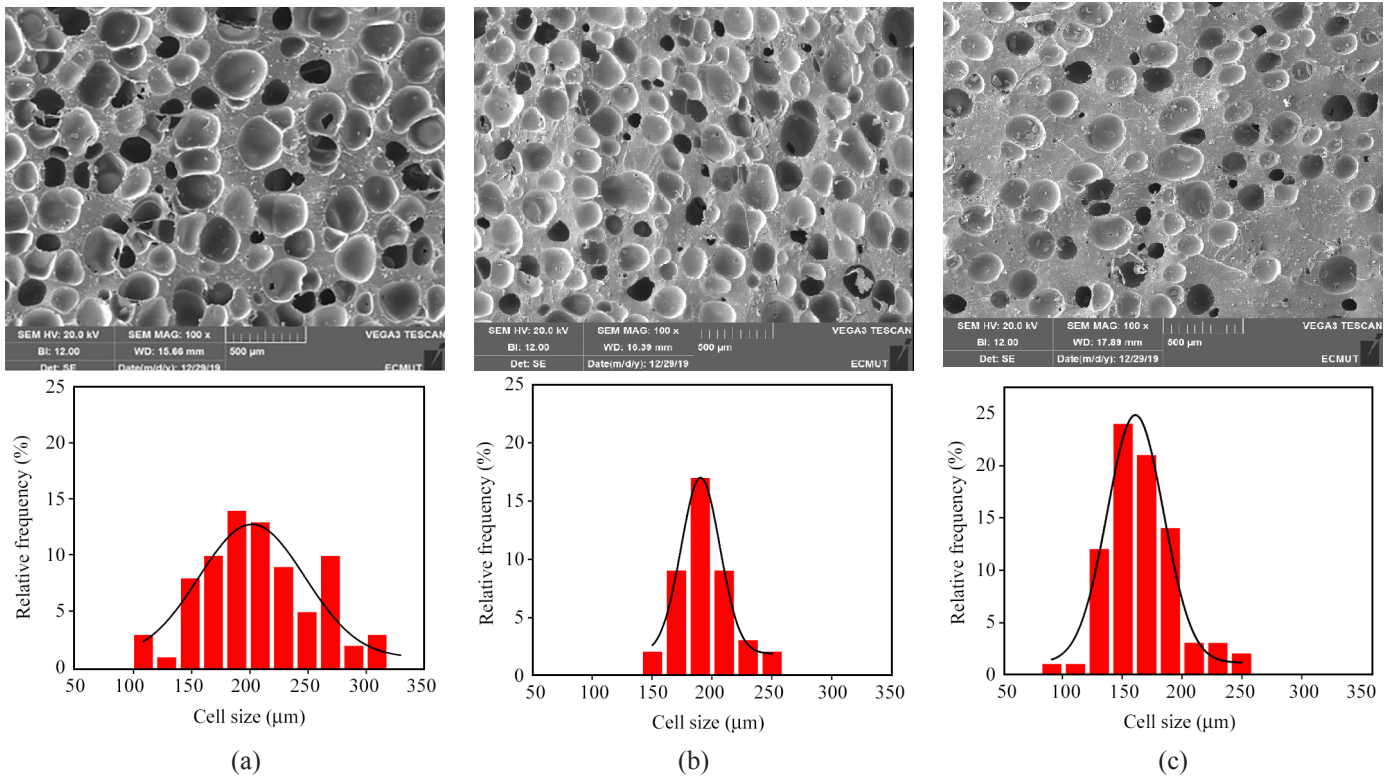 SEM HV: 20.0 kV SEM MAG: 100 x VEGA3 TESCAN
BI: 12.00 WD: 15.66 mm 500 µm
Det: SE Date(m/d/y): 12/29/19 ECMUT
SEM HV: 20.0 kV SEM MAG: 100 x VEGA3 TESCAN
BI: 12.00 WD: 16.39 mm 500 µm
Det: SE Date(m/d/y): 12/29/19 ECMUT
SEM HV: 20.0 kV SEM MAG: 100 x VEGA3 TESCAN
BI: 12.00 WD: 17.89 mm 500 µm
Det: SE Date(m/d/y): 12/29/19 ECMUT
25
20
15
10
5
0
Relative frequency (%)
50 100 150 200 250 300 350
Cell size (µm)
(a)
25
20
15
10
5
0
Relative frequency (%)
50 100 150 200 250 300 350
Cell size (µm)
(b)
25
20
15
10
5
0
Relative frequency (%)
50 100 150 200 250 300 350
Cell size (µm)
(c)